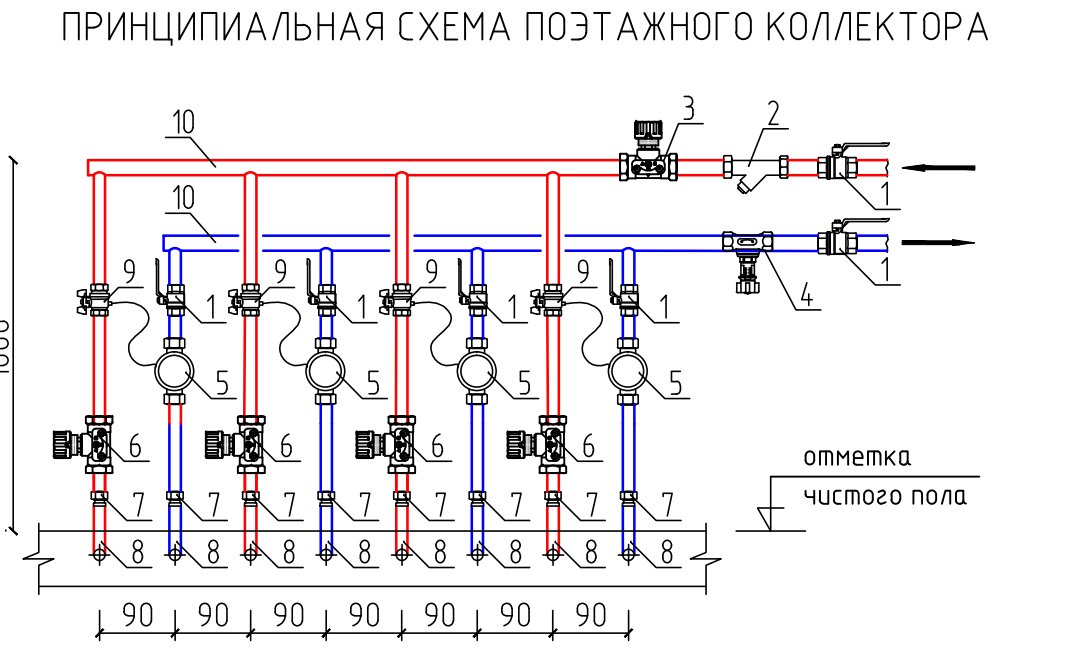 ПРИНЦИПИАЛЬНАЯ СХЕМА ПОЭТАЖНОГО КОЛЛЕКТОРА
3 2
10
1
10
1
4
9 1 9 1 9 1 9 1
5 5 5 5
6 6 6 6
отметка
чистого пола
7 7 7 7 7 7 7 7
8 8 8 8 8 8 8 8
90 90 90 90 90 90 90